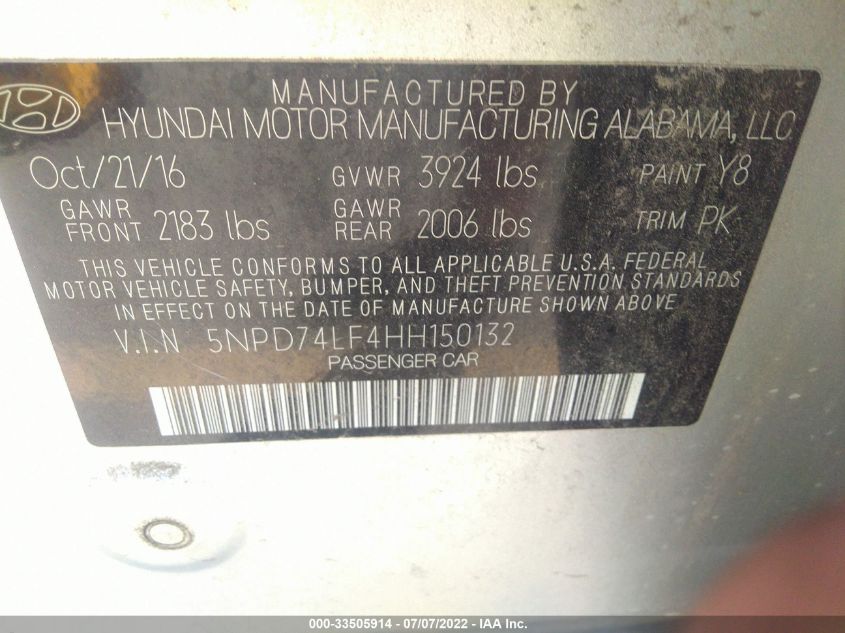 MANUFACTURED BY
HYUNDAI MOTOR MANUFACTURING ALABAMA, LLC
Oct/21/16 GVWR 3924 lbs PAINT Y8
GAWR FRONT 2183 lbs GAWR REAR 2006 lbs TRIM PK
THIS VEHICLE CONFORMS TO ALL APPLICABLE U.S.A. FEDERAL
MOTOR VEHICLE SAFETY, BUMPER, AND THEFT PREVENTION STANDARDS
IN EFFECT ON THE DATE OF MANUFACTURE SHOWN ABOVE
V.I.N 5NPD74LF4HH150132
PASSENGER CAR
000-33505914 - 07/07/2022 - IAA Inc.